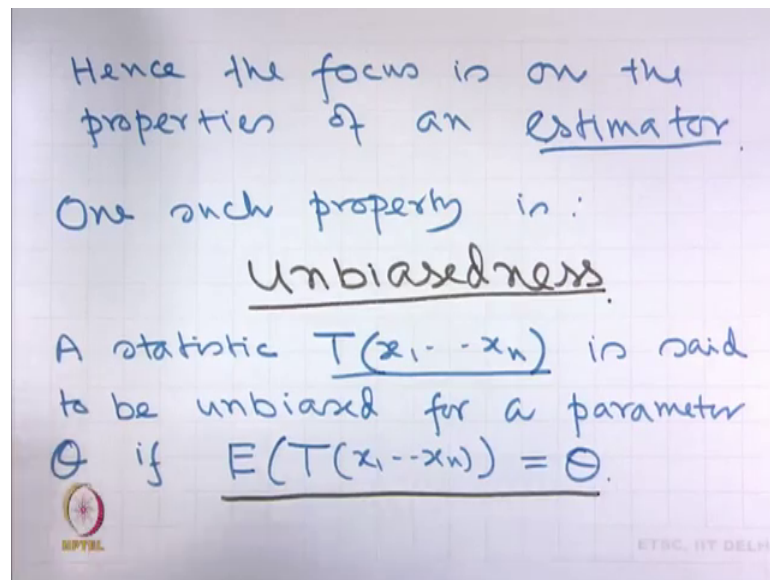 Hence the focus is on the
properties of an estimator.
One such property is:
Unbiasedness.
A statistic T(x₁ - - xₙ) is said
to be unbiased for a parameter
θ if E(T(x₁ - - xₙ)) = θ.
NPTEL
ETSC, IIT DELH